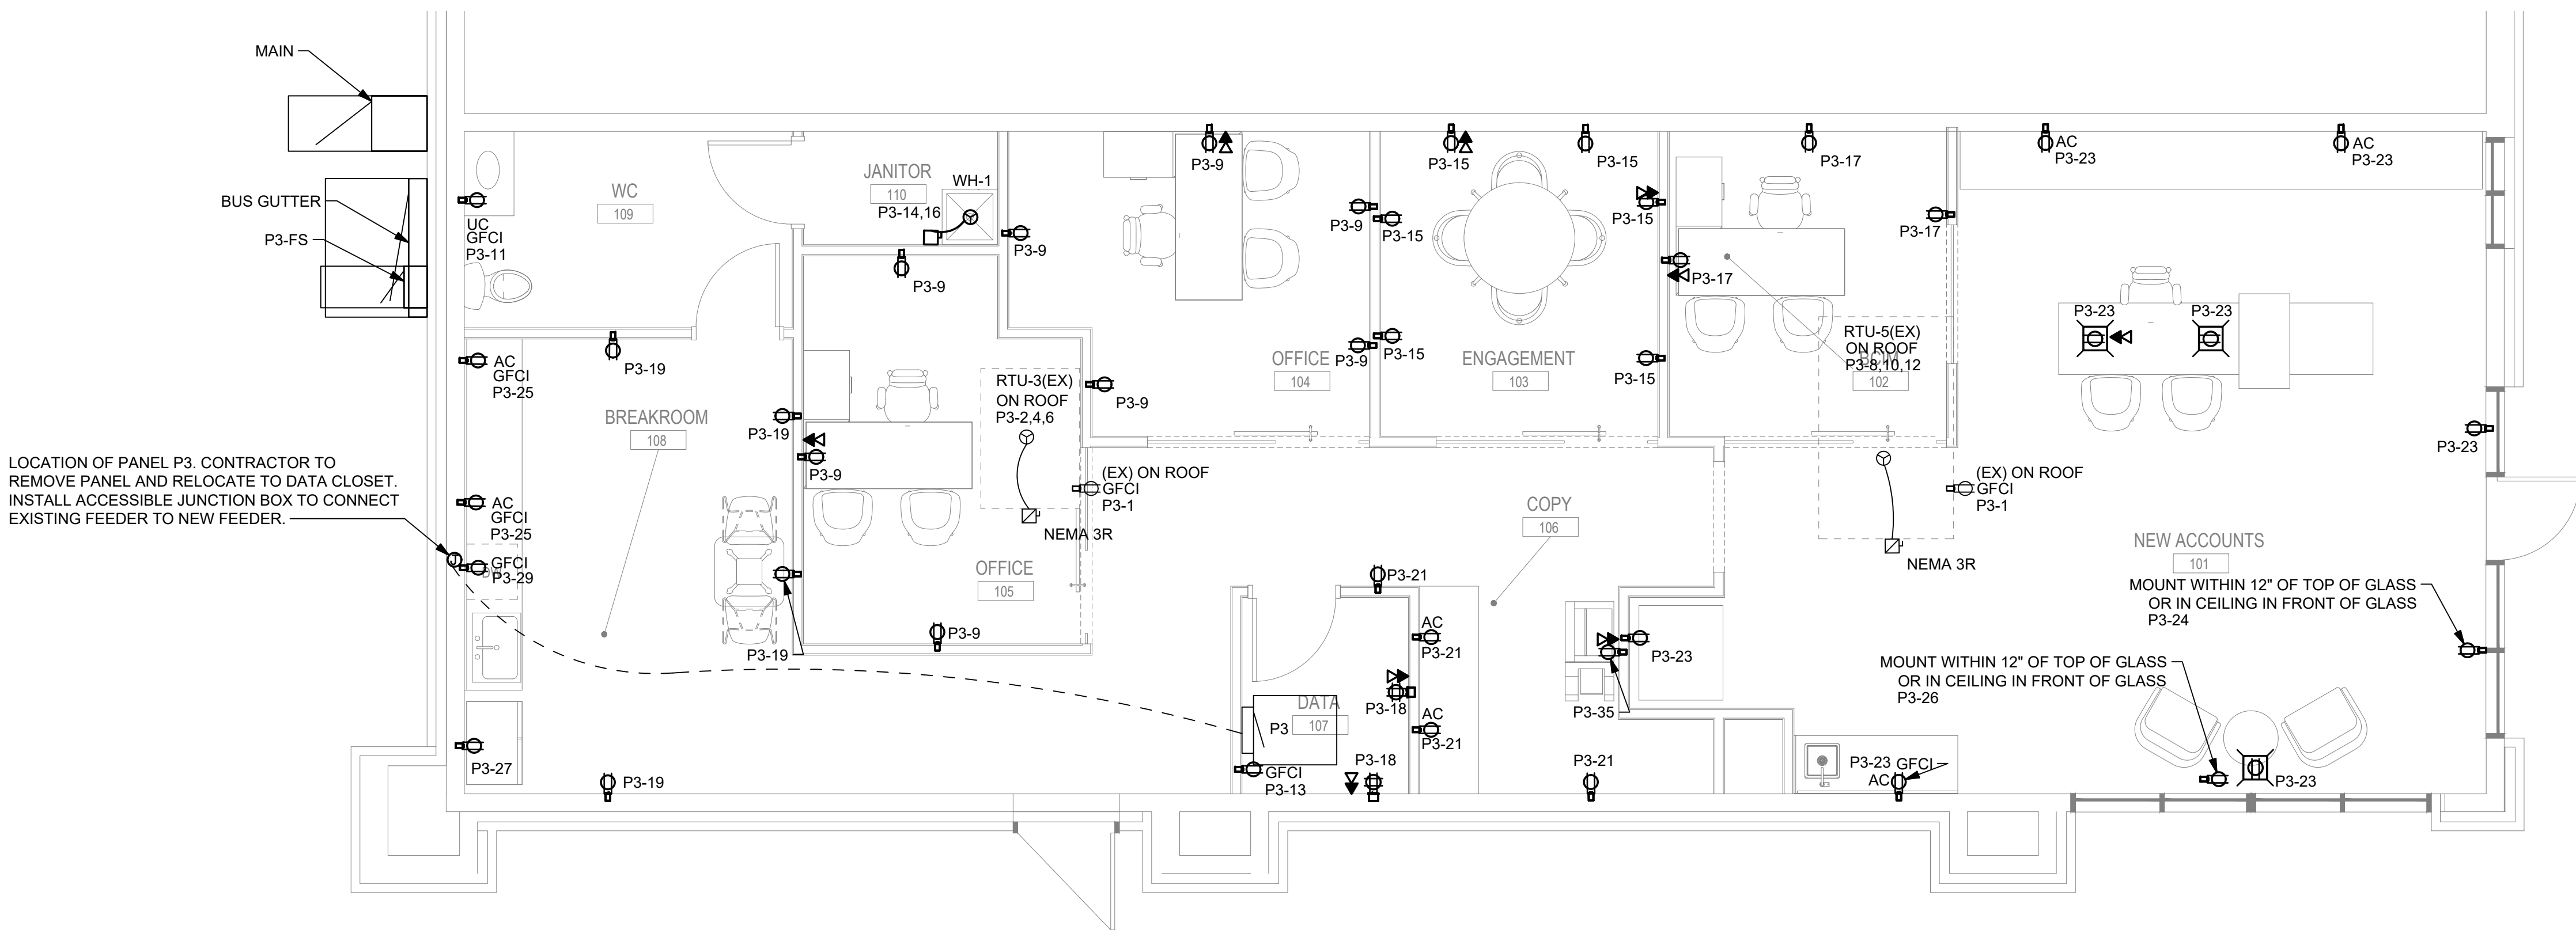 MAIN
BUS GUTTER
P3-FS
LOCATION OF PANEL P3. CONTRACTOR TO
REMOVE PANEL AND RELOCATE TO DATA CLOSET.
INSTALL ACCESSIBLE JUNCTION BOX TO CONNECT
EXISTING FEEDER TO NEW FEEDER.
WC
109
UC
GFCI
P3-11
JANITOR
110
WH-1
P3-14,16
P3-9
P3-9
P3-9
P3-9
P3-9
P3-9
OFFICE
104
P3-15
P3-15
P3-15
P3-15
P3-15
P3-15
ENGAGEMENT
103
P3-17
P3-17
P3-17
RTU-5(EX)
ON ROOF
P3-8,10,12
BCIM
102
NEMA 3R
(EX) ON ROOF
GFCI
P3-1
AC
P3-23
AC
P3-23
P3-23
P3-23
P3-23
NEW ACCOUNTS
101
MOUNT WITHIN 12" OF TOP OF GLASS
OR IN CEILING IN FRONT OF GLASS
P3-24
MOUNT WITHIN 12" OF TOP OF GLASS
OR IN CEILING IN FRONT OF GLASS
P3-26
P3-23
P3-23 GFCI
AC
P3-23
P3-35
COPY
106
P3-21
AC
P3-21
AC
P3-21
P3-21
DATA
107
P3
P3-18
P3-18
GFCI
P3-13
AC
GFCI
P3-25
AC
GFCI
P3-25
GFCI
P3-29
DW
P3-27
BREAKROOM
108
P3-19
P3-19
P3-19
P3-19
P3-9
P3-9
RTU-3(EX)
ON ROOF
P3-2,4,6
NEMA 3R
(EX) ON ROOF
GFCI
P3-1
OFFICE
105
P3-9